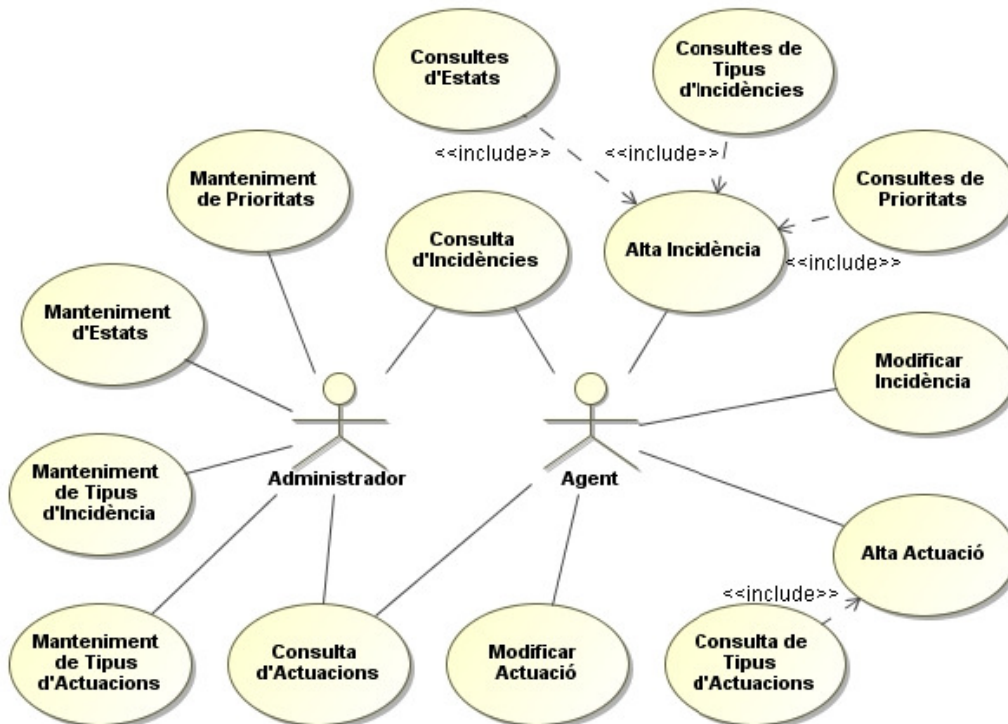 Consultes
d'Estats
Consultes de
Tipus
d'Incidències
<<include>>
<<include>>
Manteniment
de Prioritats
Consultes de
Prioritats
Consulta
d'Incidències
Alta Incidència
<<include>>
Manteniment
d'Estats
Modificar
Incidència
Manteniment
de Tipus
d'Incidència
Administrador
Agent
Alta Actuació
<<include>>
Manteniment
de Tipus
d'Actuacions
Consulta
d'Actuacions
Modificar
Actuació
Consulta de
Tipus
d'Actuacions